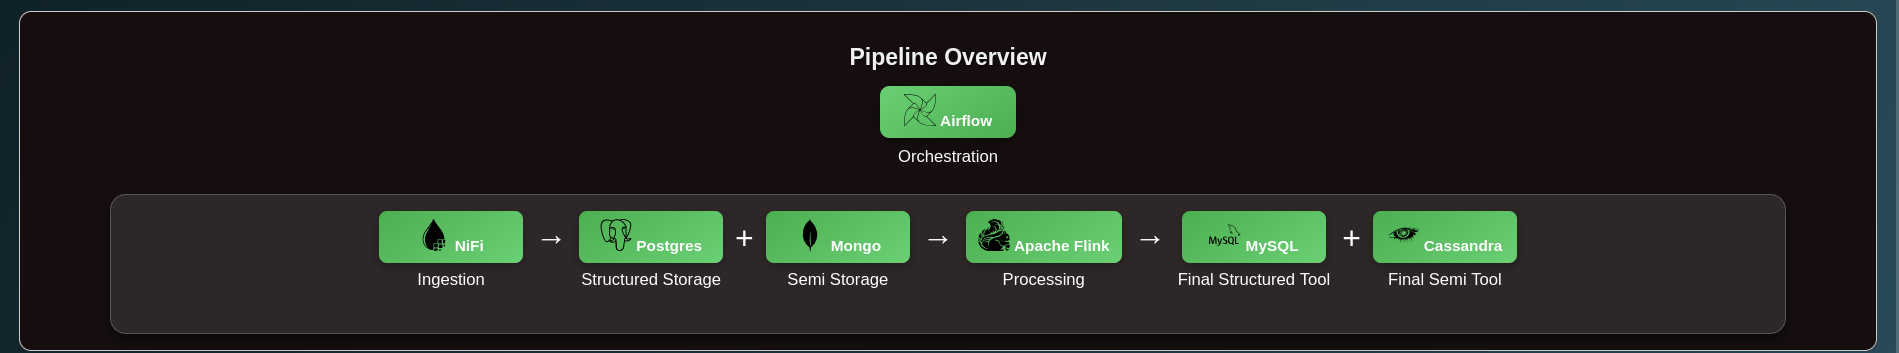 Pipeline Overview
Airflow
Orchestration
NiFi → Postgres + Mongo → Apache Flink → MySQL MySQL + Cassandra
Ingestion Structured Storage Semi Storage Processing Final Structured Tool Final Semi Tool